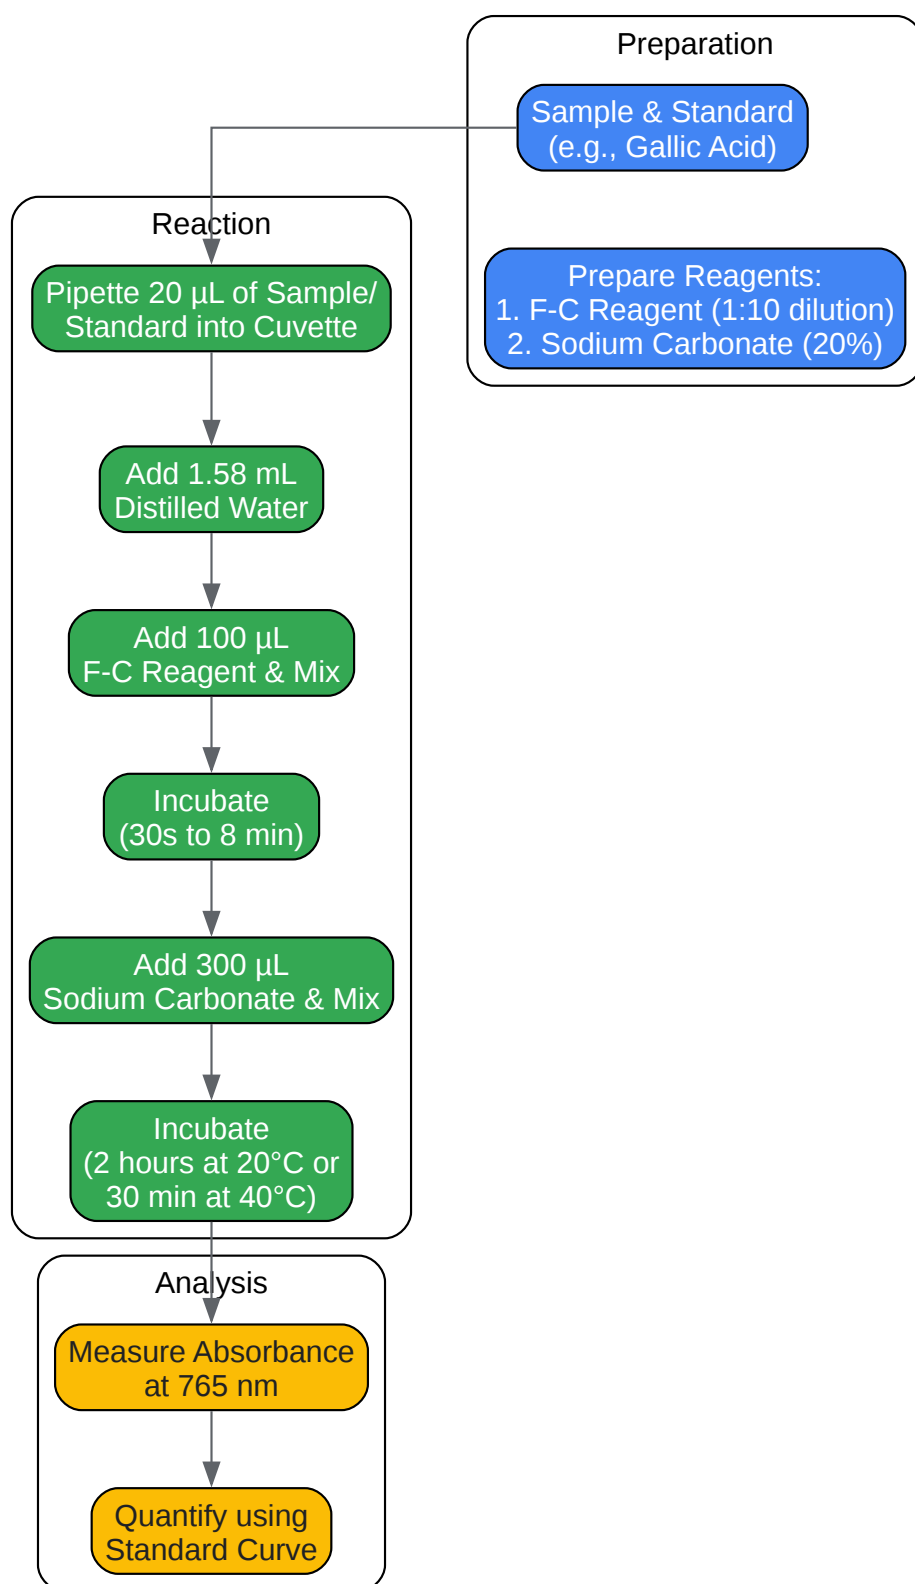 Preparation
Sample & Standard
(e.g., Gallic Acid)
Prepare Reagents:
1. F-C Reagent (1:10 dilution)
2. Sodium Carbonate (20%)
Reaction
Pipette 20 µL of Sample/
Standard into Cuvette
Add 1.58 mL
Distilled Water
Add 100 µL
F-C Reagent & Mix
Incubate
(30s to 8 min)
Add 300 µL
Sodium Carbonate & Mix
Incubate
(2 hours at 20°C or
30 min at 40°C)
Analysis
Measure Absorbance
at 765 nm
Quantify using
Standard Curve